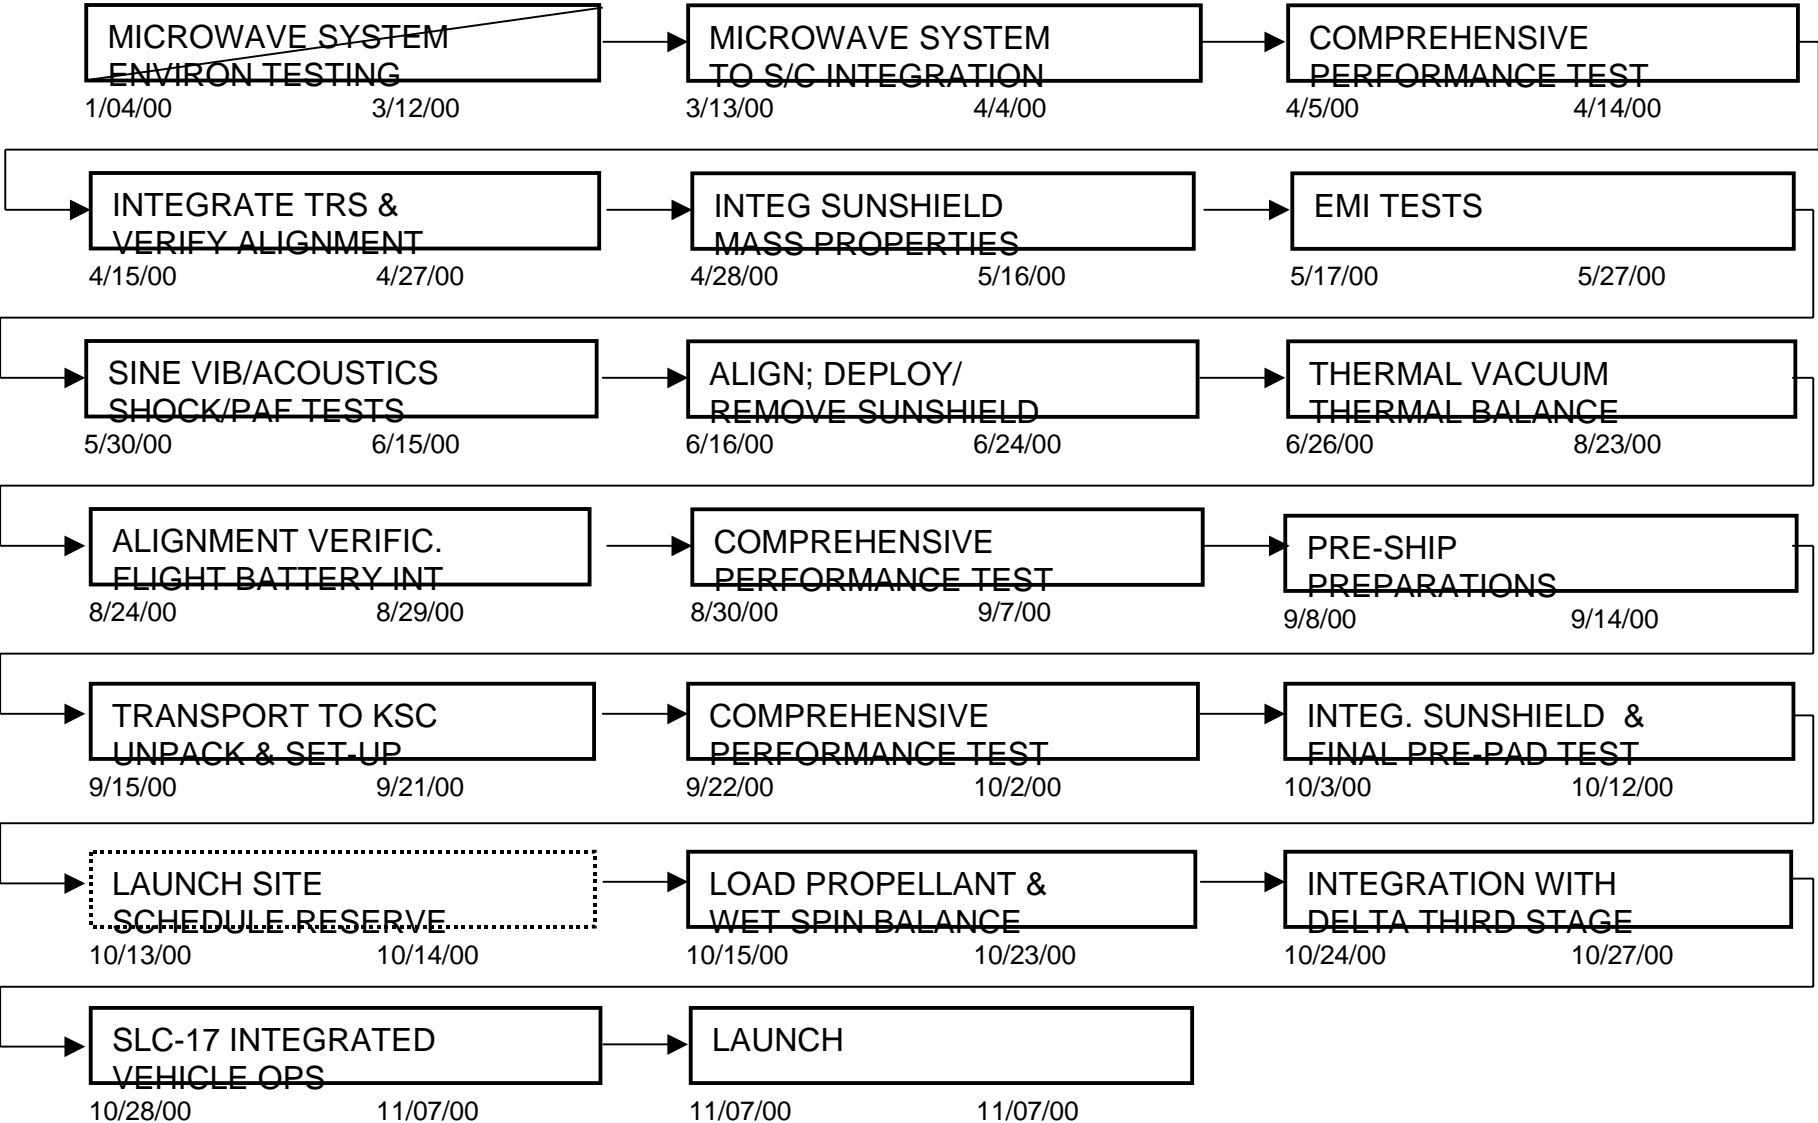 MICROWAVE SYSTEM
ENVIRON TESTING
1/04/00 3/12/00
MICROWAVE SYSTEM
TO S/C INTEGRATION
3/13/00 4/4/00
COMPREHENSIVE
PERFORMANCE TEST
4/5/00 4/14/00
INTEGRATE TRS &
VERIFY ALIGNMENT
4/15/00 4/27/00
INTEG SUNSHIELD
MASS PROPERTIES
4/28/00 5/16/00
EMI TESTS
5/17/00 5/27/00
SINE VIB/ACOUSTICS
SHOCK/PAF TESTS
5/30/00 6/15/00
ALIGN; DEPLOY/
REMOVE SUNSHIELD
6/16/00 6/24/00
THERMAL VACUUM
THERMAL BALANCE
6/26/00 8/23/00
ALIGNMENT VERIFIC.
FLIGHT BATTERY INT
8/24/00 8/29/00
COMPREHENSIVE
PERFORMANCE TEST
8/30/00 9/7/00
PRE-SHIP
PREPARATIONS
9/8/00 9/14/00
TRANSPORT TO KSC
UNPACK & SET-UP
9/15/00 9/21/00
COMPREHENSIVE
PERFORMANCE TEST
9/22/00 10/2/00
INTEG. SUNSHIELD &
FINAL PRE-PAD TEST
10/3/00 10/12/00
LAUNCH SITE
SCHEDULE RESERVE
10/13/00 10/14/00
LOAD PROPELLANT &
WET SPIN BALANCE
10/15/00 10/23/00
INTEGRATION WITH
DELTA THIRD STAGE
10/24/00 10/27/00
SLC-17 INTEGRATED
VEHICLE OPS
10/28/00 11/07/00
LAUNCH
11/07/00 11/07/00